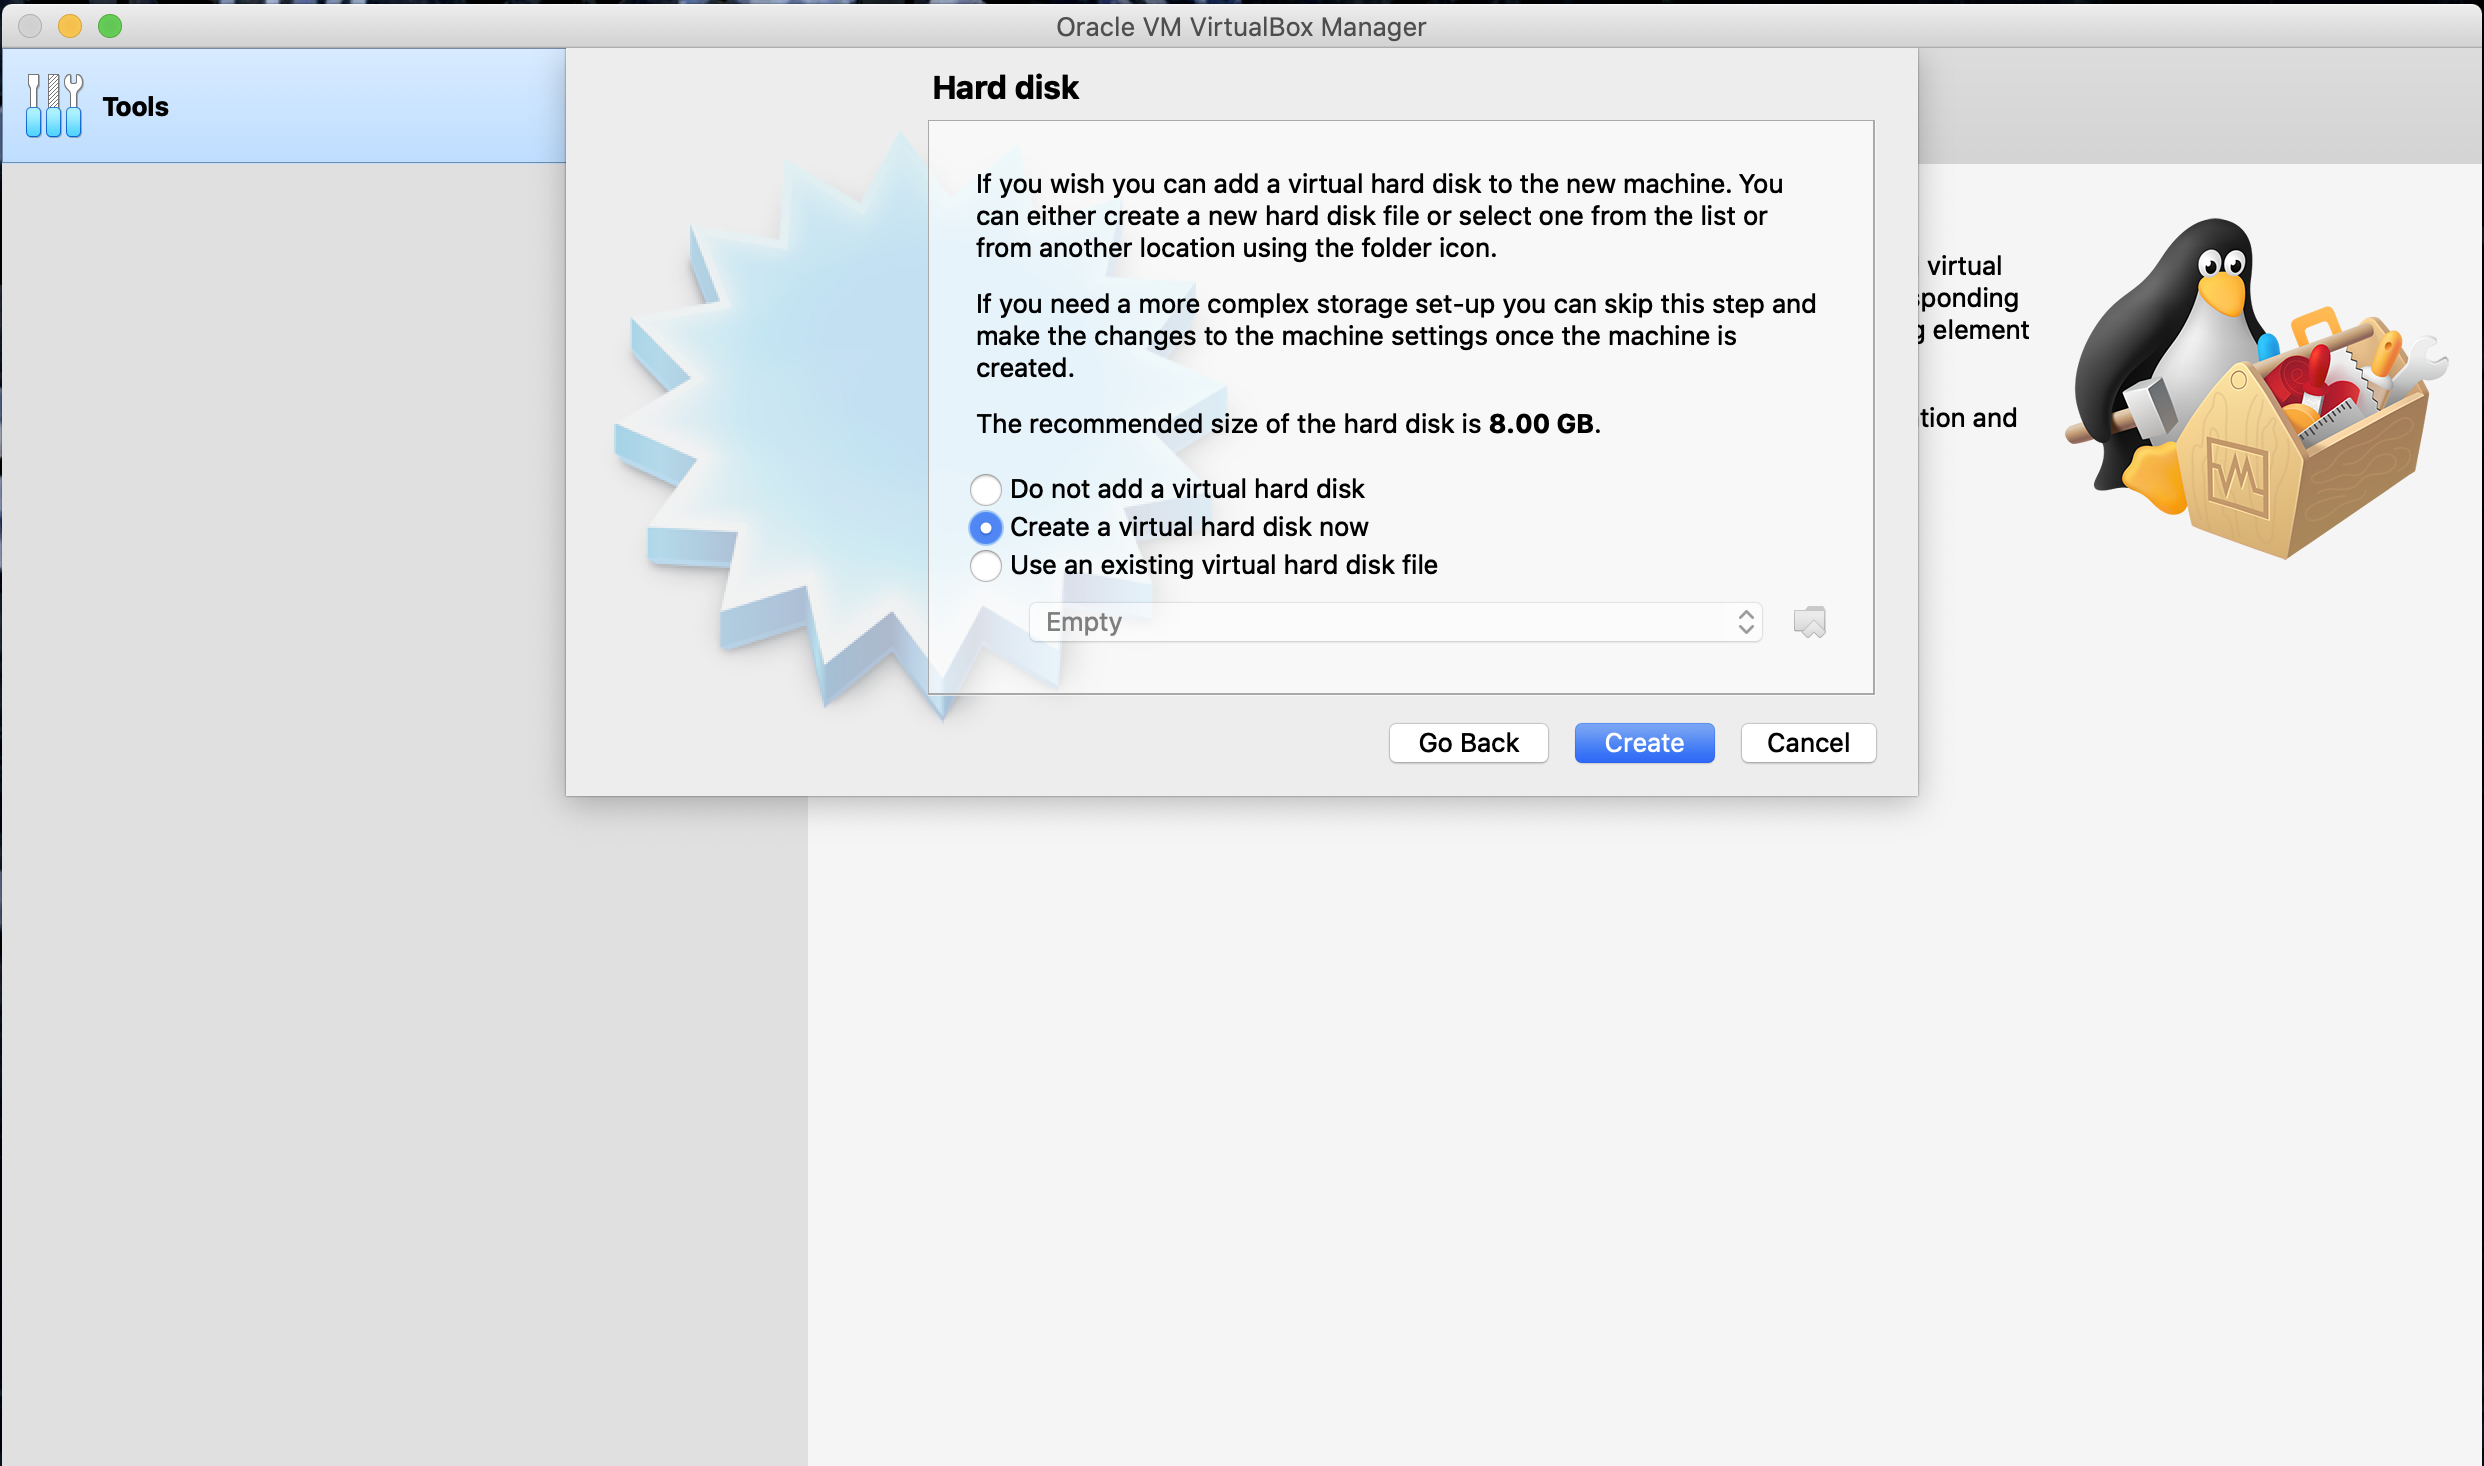 Oracle VM VirtualBox Manager
Tools
Hard disk
If you wish you can add a virtual hard disk to the new machine. You
can either create a new hard disk file or select one from the list or
from another location using the folder icon.
If you need a more complex storage set-up you can skip this step and
make the changes to the machine settings once the machine is
created.
The recommended size of the hard disk is 8.00 GB.
Do not add a virtual hard disk
Create a virtual hard disk now
Use an existing virtual hard disk file
Empty
Go Back
Create
Cancel
virtual
sponding
g element
tion and